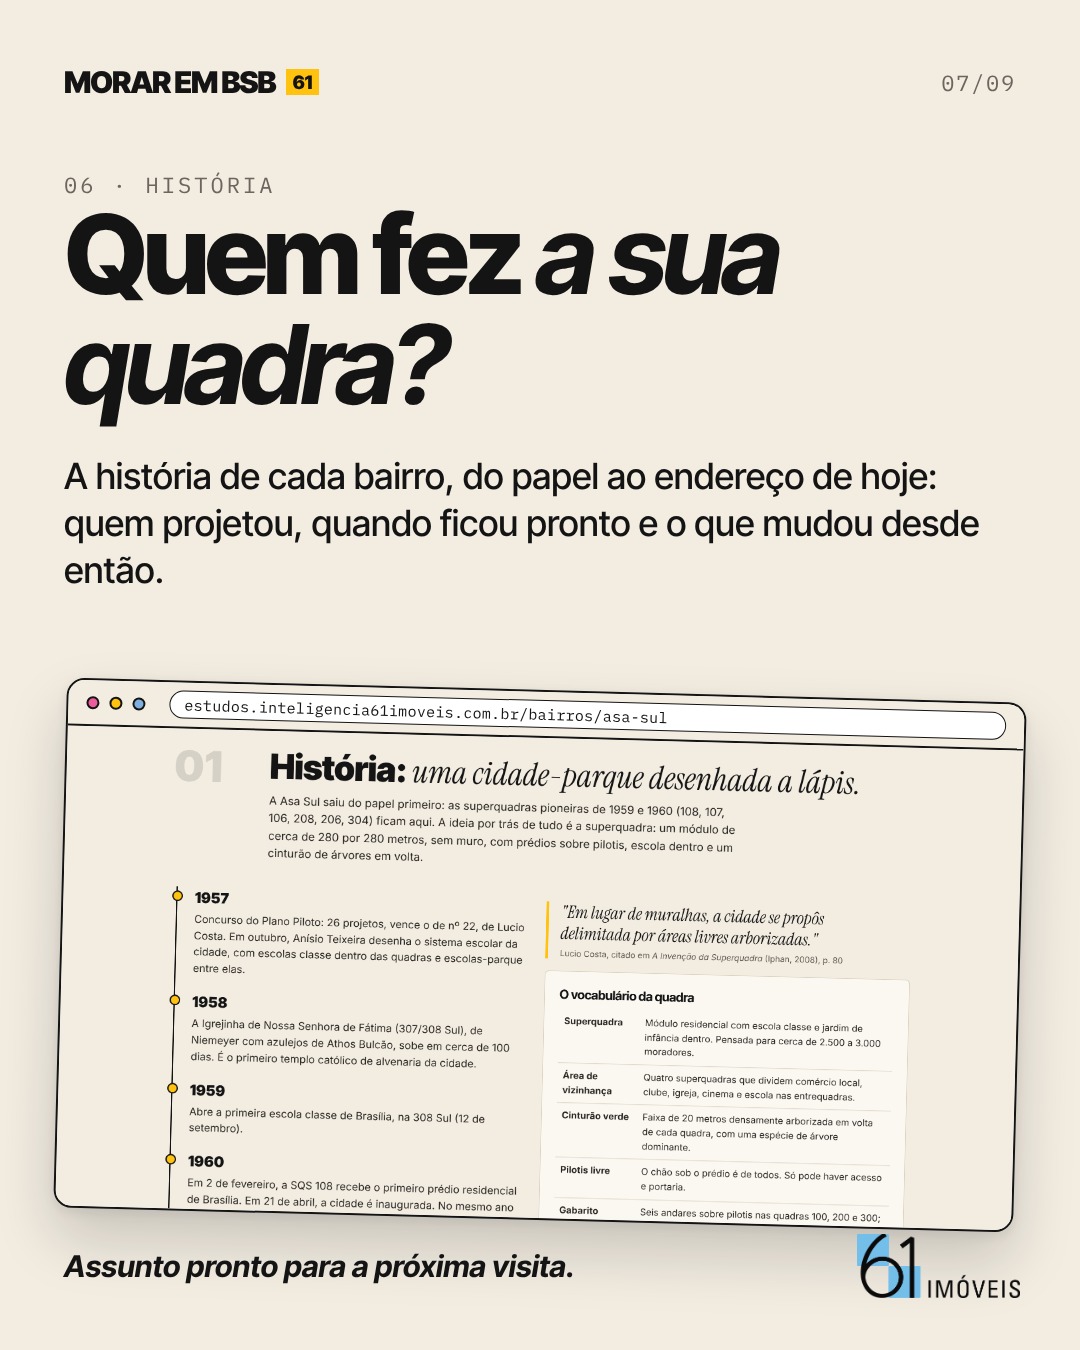 MORAR EM BSB 61
07/09
06 · HISTÓRIA
Quem fez a sua
quadra?
A história de cada bairro, do papel ao endereço de hoje:
quem projetou, quando ficou pronto e o que mudou desde
então.
estudos.inteligencia61imoveis.com.br/bairros/asa-sul
01
História: uma cidade-parque desenhada a lápis.
A Asa Sul saiu do papel primeiro: as superquadras pioneiras de 1959 e 1960 (108, 107,
106, 208, 206, 304) ficam aqui. A ideia por trás de tudo é a superquadra: um módulo de
cerca de 280 por 280 metros, sem muro, com prédios sobre pilotis, escola dentro e um
cinturão de árvores em volta.
1957
Concurso do Plano Piloto: 26 projetos, vence o de nº 22, de Lucio
Costa. Em outubro, Anísio Teixeira desenha o sistema escolar da
cidade, com escolas classe dentro das quadras e escolas-parque
entre elas.
1958
A Igrejinha de Nossa Senhora de Fátima (307/308 Sul), de
Niemeyer com azulejos de Athos Bulcão, sobe em cerca de 100
dias. É o primeiro templo católico de alvenaria da cidade.
1959
Abre a primeira escola classe de Brasília, na 308 Sul (12 de
setembro).
1960
Em 2 de fevereiro, a SQS 108 recebe o primeiro prédio residencial
de Brasília. Em 21 de abril, a cidade é inaugurada. No mesmo ano
"Em lugar de muralhas, a cidade se propôs
delimitada por áreas livres arborizadas."
Lucio Costa, citado em A Invenção da Superquadra (Iphan, 2008), p. 80
O vocabulário da quadra
Superquadra
Módulo residencial com escola classe e jardim de
infância dentro. Pensada para cerca de 2.500 a 3.000
moradores.
Área de
vizinhança
Quatro superquadras que dividem comércio local,
clube, igreja, cinema e escola nas entrequadras.
Cinturão verde
Faixa de 20 metros densamente arborizada em volta
de cada quadra, com uma espécie de árvore
dominante.
Pilotis livre
O chão sob o prédio é de todos. Só pode haver acesso
e portaria.
Gabarito
Seis andares sobre pilotis nas quadras 100, 200 e 300;
Assunto pronto para a próxima visita.
61 IMÓVEIS